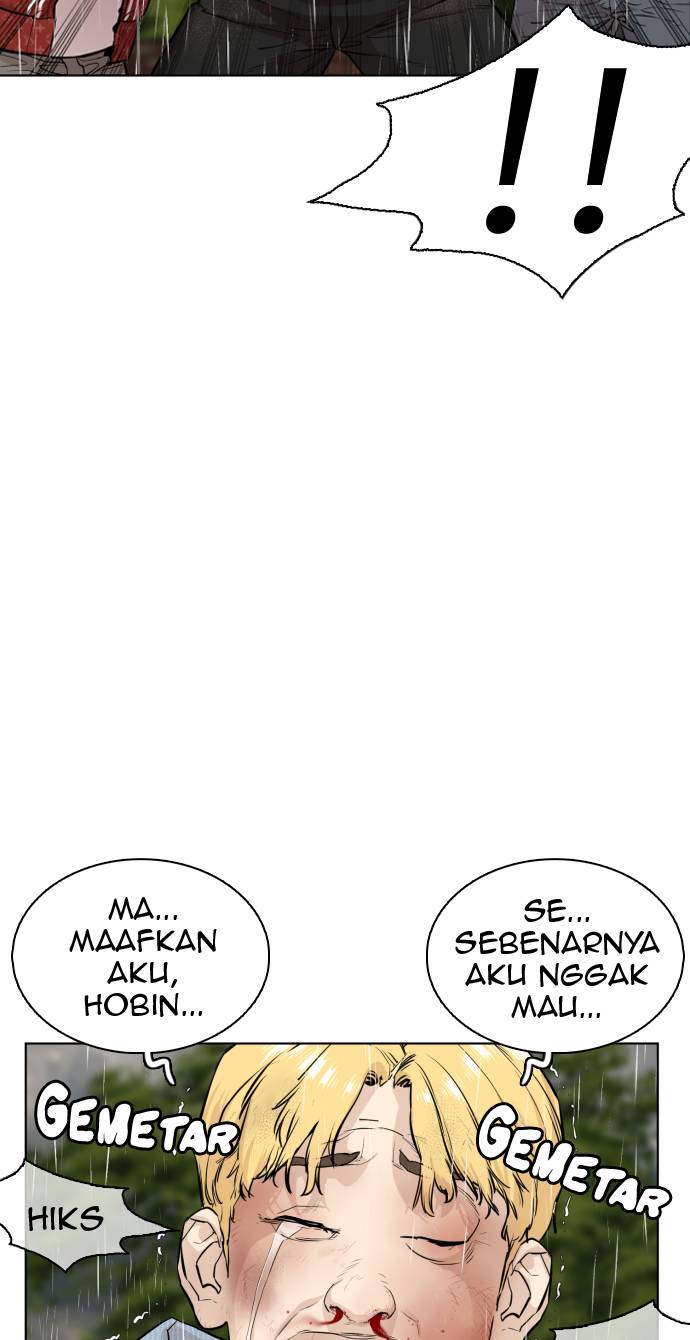 !!
MA...
MAAFKAN
AKU,
HOBIN...
SE...
SEBENARNYA
AKU NGGAK
MAU...
GEMETAR
GEMETAR
HIKS